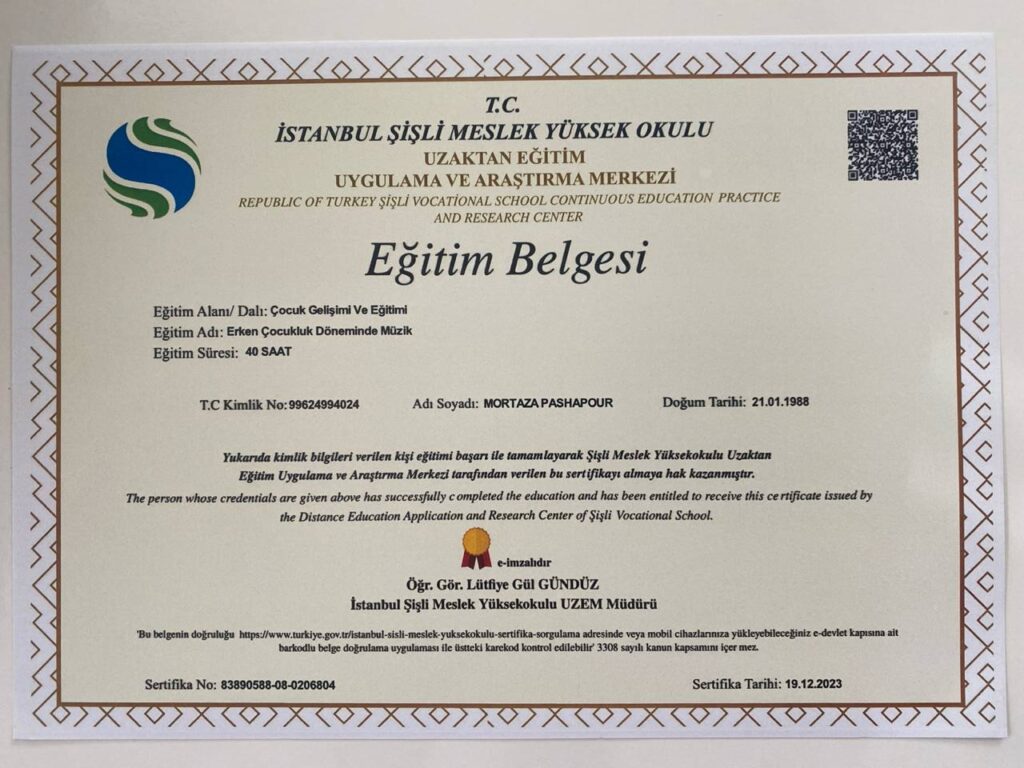 T.C.
İSTANBUL ŞİŞLİ MESLEK YÜKSEK OKULU
UZAKTAN EĞİTİM
UYGULAMA VE ARAŞTIRMA MERKEZİ
REPUBLIC OF TURKEY ŞİŞLİ VOCATİONAL SCHOOL CONTINUOUS EDUCATION PRACTICE
AND RESEARCH CENTER
Eğitim Belgesi
Eğitim Alanı/ Dalı: Çocuk Gelişimi Ve Eğitimi
Eğitim Adı: Erken Çocukluk Döneminde Müzik
Eğitim Süresi: 40 SAAT
T.C Kimlik No: 99624994024 Adı Soyadı: MORTAZA PASHAPOUR Doğum Tarihi: 21.01.1988
Yukarıda kimlik bilgileri verilen kişi eğitimi başarı ile tamamlayarak Şişli Meslek Yüksekokulu Uzaktan
Eğitim Uygulama ve Araştırma Merkezi tarafından verilen bu sertifikayı almaya hak kazanmıştır.
The person whose credentials are given above has successfully completed the education and has been entitled to receive this certificate issued by
the Distance Education Application and Research Center of Şişli Vocational School.
e-imzalıdır
Öğr. Gör. Lütfiye Gül GÜNDÜZ
İstanbul Şişli Meslek Yüksekokulu UZEM Müdürü
'Bu belgenin doğruluğu https://www.turkiye.gov.tr/istanbul-sisli-meslek-yuksekokulu-sertifika-sorgulama adresinde veya mobil cihazlarınıza yükleyebileceğiniz e-devlet kapısına ait
barkodlu belge doğrulama uygulaması ile üstteki karekod kontrol edilebilir' 3308 sayılı kanun kapsamını içer mez.
Sertifika No: 83890588-08-0206804 Sertifika Tarihi: 19.12.2023